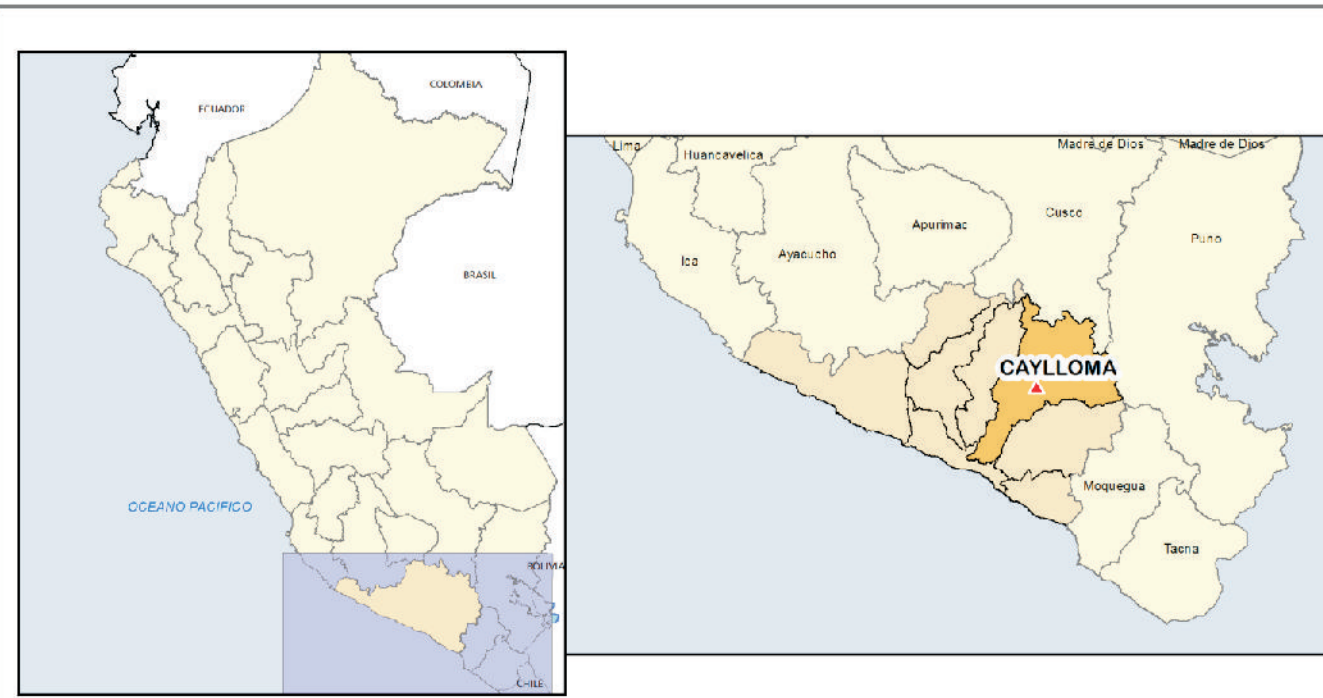 COLOMBIA
ECUADOR
BRASIL
OCEANO PACIFICO
BOLIVIA
CHILE
Lima
Huancavelica
Madre de Dios
Madre de Dios
Apurimac
Cusco
Puno
Ica
Ayacucho
CAYLLOMA
Moquegua
Tacna